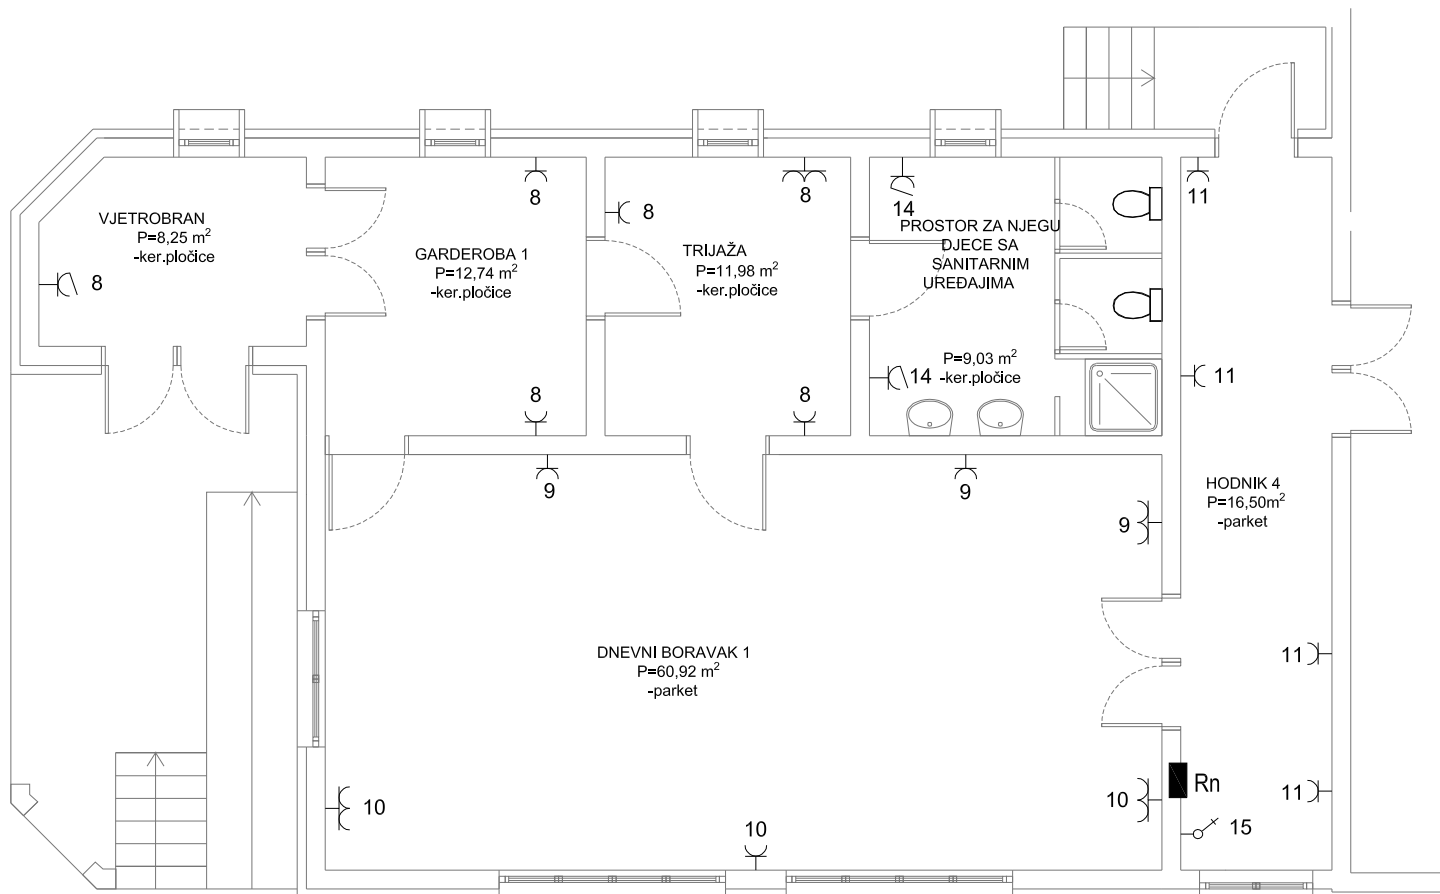 VJETROBRAN
P=8,25 m²
-ker.pločice
8
GARDEROBA 1
P=12,74 m²
-ker.pločice
8
8
TRIJAŽA
P=11,98 m²
-ker.pločice
8
8
8
14
PROSTOR ZA NJEGU
DJECE SA
SANITARNIM
UREĐAJIMA
P=9,03 m²
-ker.pločice
14
11
11
HODNIK 4
P=16,50m²
-parket
9
9
9
DNEVNI BORAVAK 1
P=60,92 m²
-parket
11
10
10
10
Rn
11
15